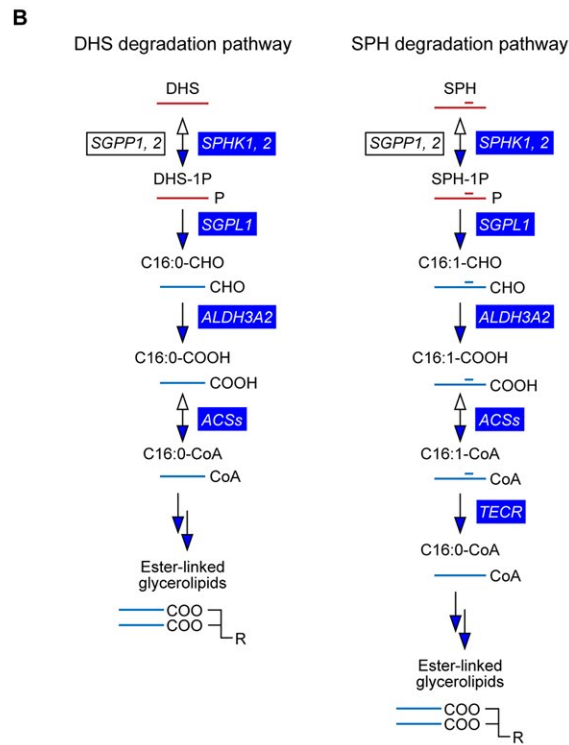 B
DHS degradation pathway
DHS
SGPP1, 2
SPHK1, 2
DHS-1P
P
SGPL1
C16:0-CHO
CHO
ALDH3A2
C16:0-COOH
COOH
ACSs
C16:0-CoA
CoA
Ester-linked
glycerolipids
COO
COO
R
SPH degradation pathway
SPH
SGPP1, 2
SPHK1, 2
SPH-1P
P
SGPL1
C16:1-CHO
CHO
ALDH3A2
C16:1-COOH
COOH
ACSs
C16:1-CoA
CoA
TECR
C16:0-CoA
CoA
Ester-linked
glycerolipids
COO
COO
R